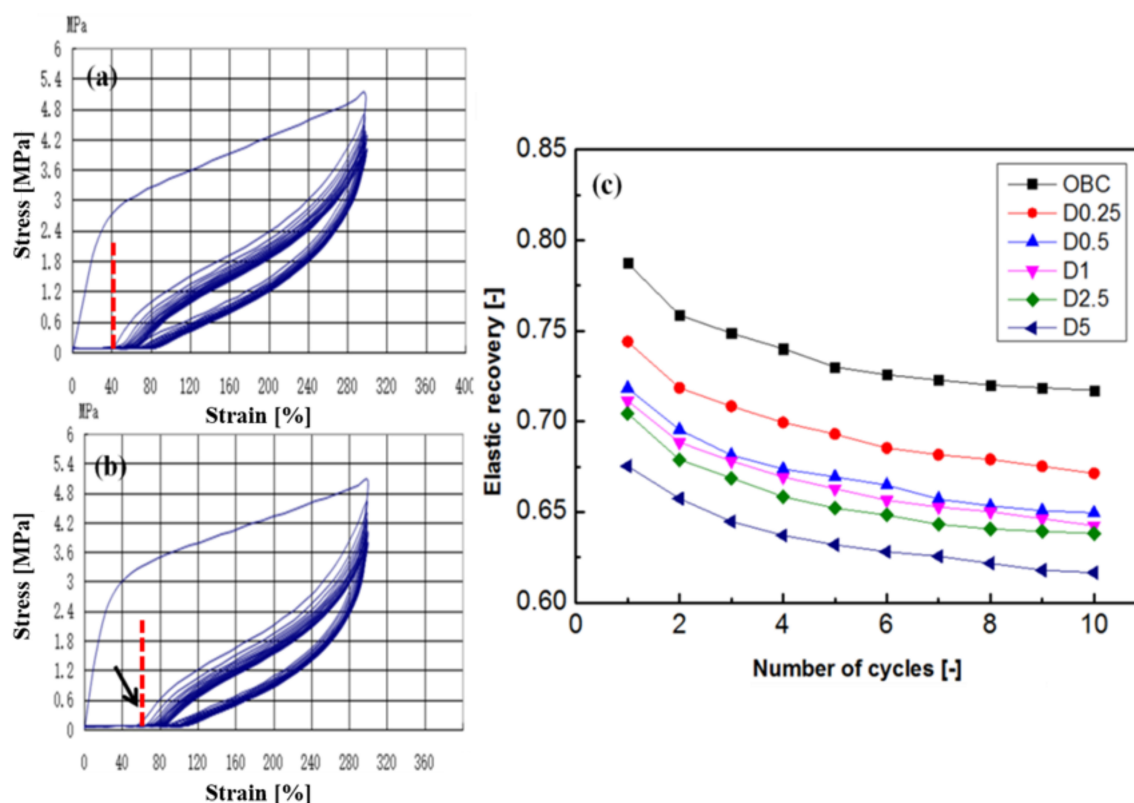 MPa
(a)
6
5.4
4.8
4.2
3.6
3
2.4
1.8
1.2
0.6
0
Stress [MPa]
0 40 80 120 160 200 240 280 320 360 400
Strain [%]
MPa
(b)
6
5.4
4.8
4.2
3.6
3
2.4
1.8
1.2
0.6
0
Stress [MPa]
0 40 80 120 160 200 240 280 320 360
Strain [%]
(c)
0.85
0.80
0.75
0.70
0.65
0.60
Elastic recovery [-]
OBC
D0.25
D0.5
D1
D2.5
D5
0 2 4 6 8 10
Number of cycles [-]